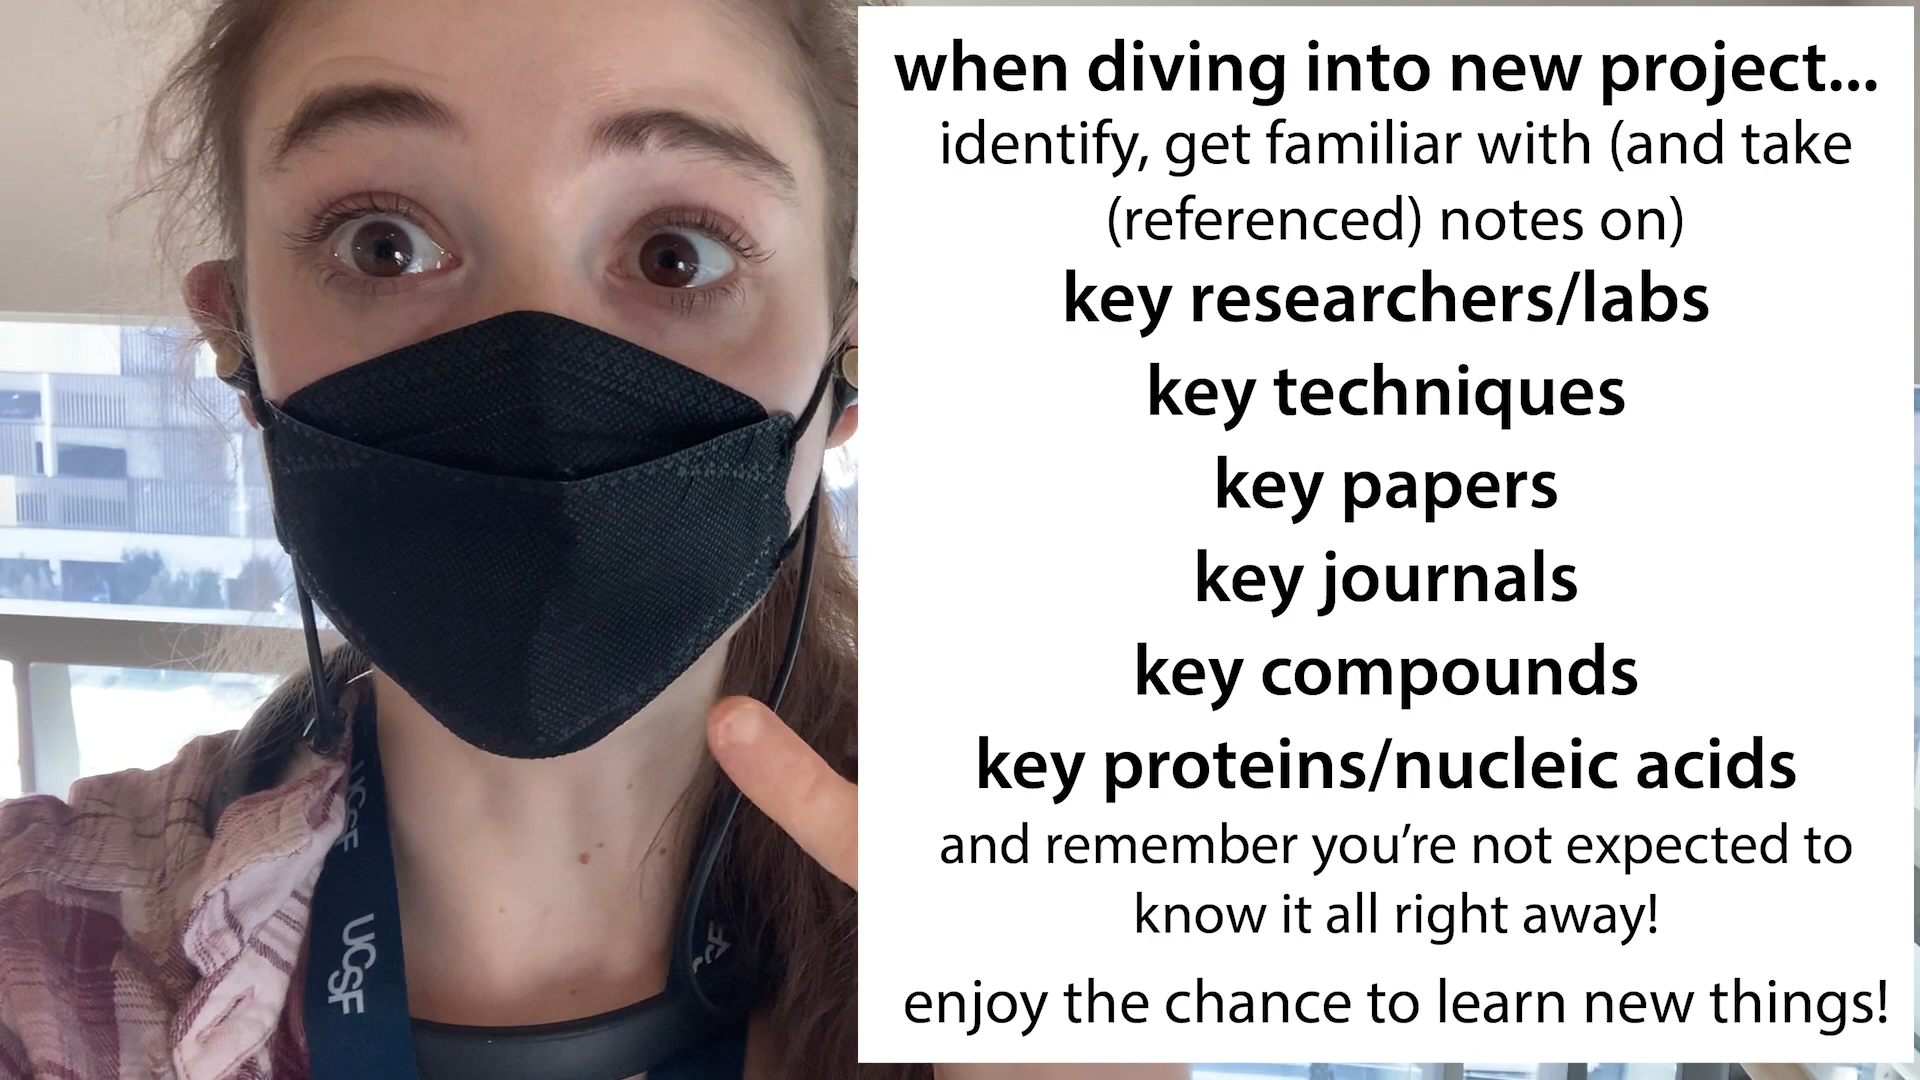 when diving into new project...
identify, get familiar with (and take
(referenced) notes on)
key researchers/labs
key techniques
key papers
key journals
key compounds
key proteins/nucleic acids
and remember you’re not expected to
know it all right away!
enjoy the chance to learn new things!
UCSF
UCSF